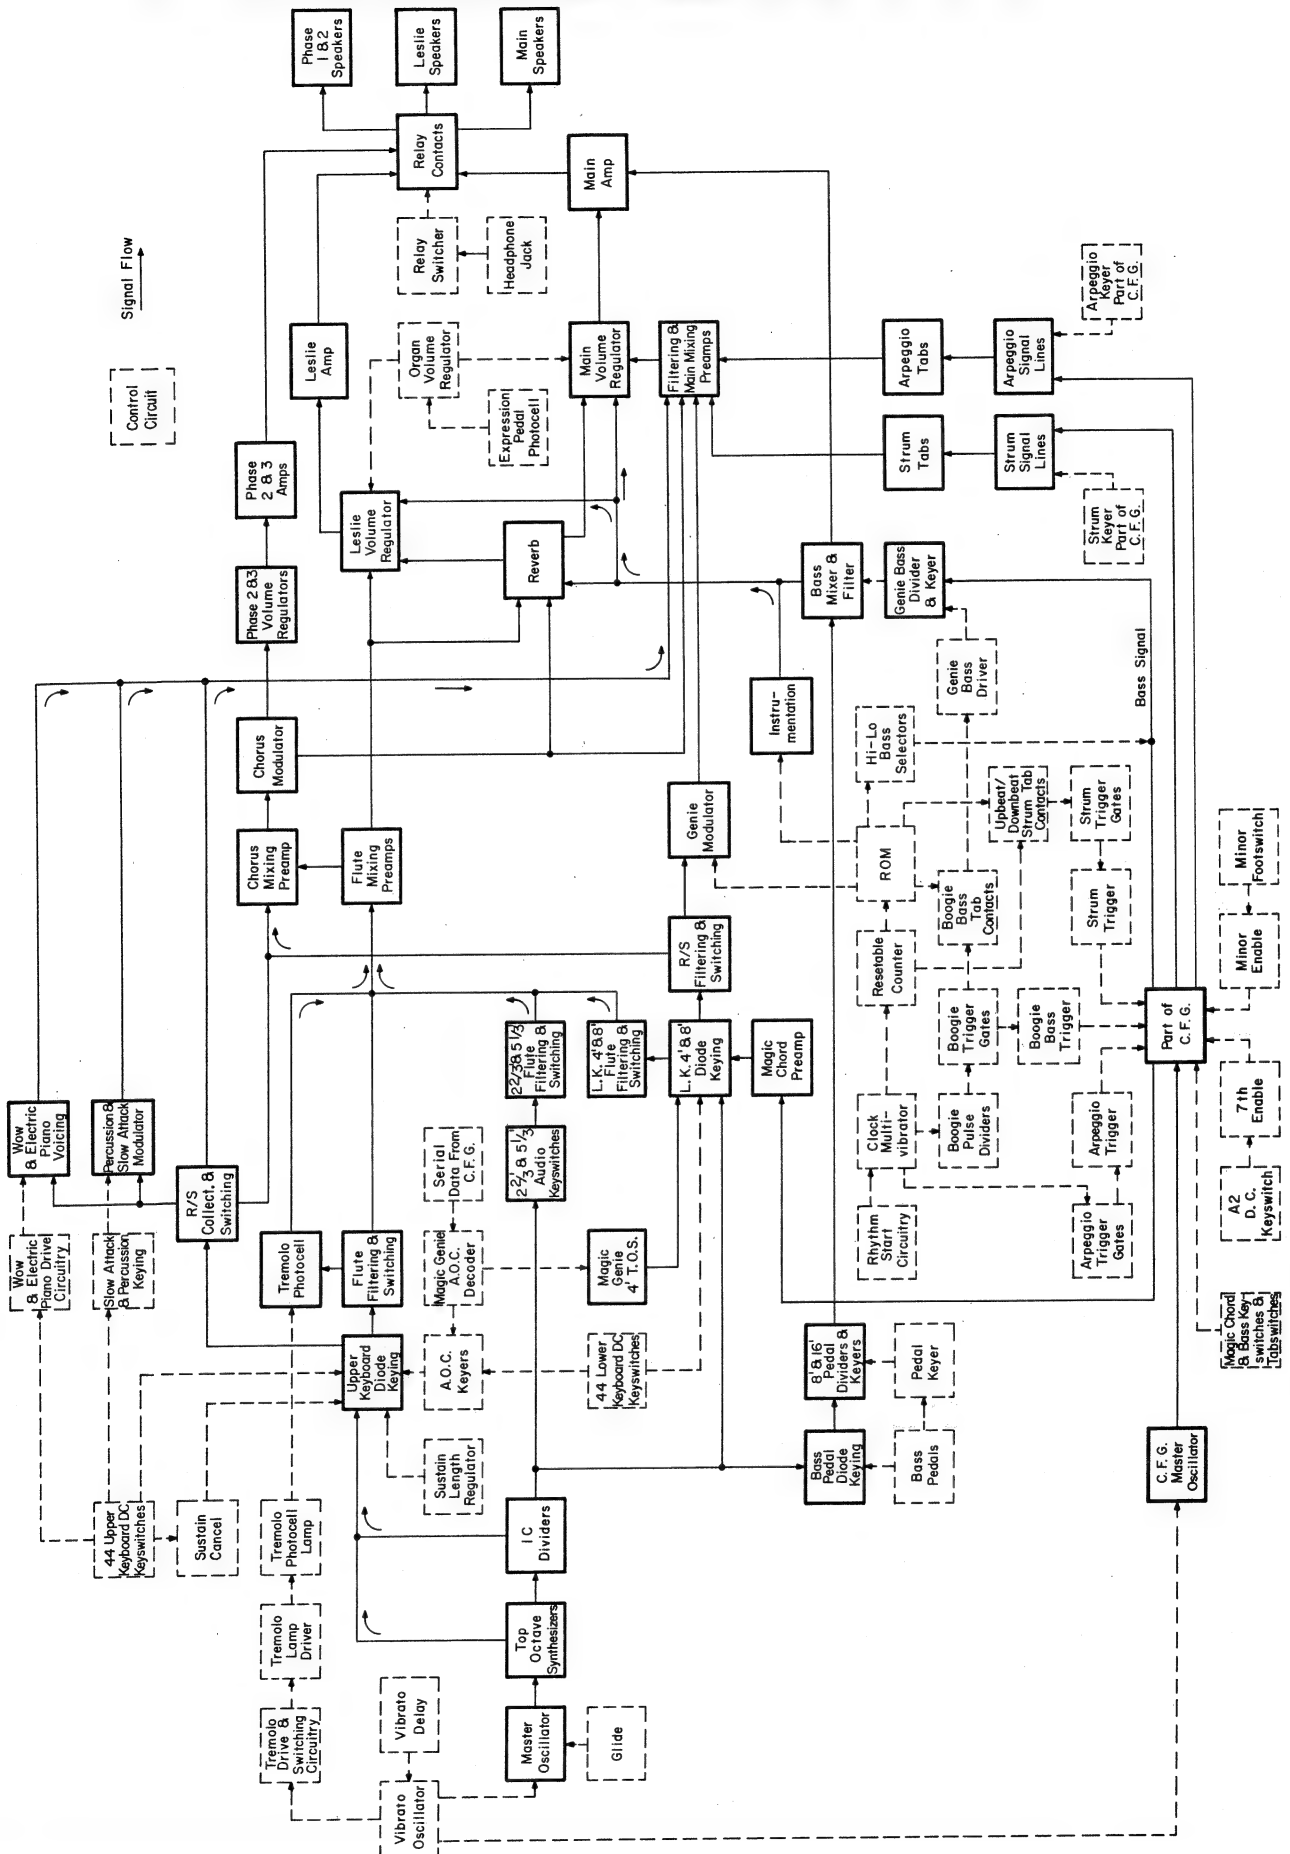 Phase
1 & 2
Speakers
Leslie
Speakers
Main
Speakers
Relay
Contacts
Main
Amp
Relay
Switcher
Headphone
Jack
Signal Flow
Control
Circuit
Leslie
Amp
Organ
Volume
Regulator
Expression
Pedal
Photocell
Main
Volume
Regulator
Filtering &
Main Mixing
Preamps
Arpeggio
Tabs
Arpeggio
Signal
Lines
Arpeggio
Keyer
Part of
C.F.G.
Strum
Tabs
Strum
Signal
Lines
Strum
Keyer
Part of
C.F.G.
Phase
2 & 3
Amps
Leslie
Volume
Regulator
Phase 2&3
Volume
Regulators
Reverb
Bass
Mixer &
Filter
Genie Bass
Divider
& Keyer
Genie
Bass
Driver
Bass Signal
Chorus
Modulator
Instru-
mentation
Hi-Lo
Bass
Selectors
Upbeat/
Downbeat
Strum Tab
Contacts
Strum
Trigger
Gates
Chorus
Mixing
Preamp
Flute
Mixing
Preamps
Genie
Modulator
ROM
Boogie
Bass
Tab
Contacts
Strum
Trigger
Minor
Footswitch
Minor
Enable
R/S
Filtering &
Switching
Resetable
Counter
Boogie
Trigger
Gates
Boogie
Bass
Trigger
Part of
C.F.G.
2 2/3 & 5 1/3
Flute
Filtering &
Switching
L.K. 4' & 8'
Flute
Filtering &
Switching
L.K. 4' & 8'
Diode
Keying
Magic
Chord
Preamp
Clock
Multi-
vibrator
Boogie
Pulse
Dividers
Arpeggio
Trigger
7th
Enable
Wow
& Electric
Piano
Voicing
Percussion &
Slow Attack
Modulator
R/S
Collect. &
Switching
Serial
Data From
C.F.G.
2 2/3' & 5 1/3'
Audio
Keyswitches
Rhythm
Start
Circuitry
Arpeggio
Trigger
Gates
A2
D.C.
Keyswitch
Wow
& Electric
Piano Drive
Circuitry
Slow Attack
& Percussion
Keying
Tremolo
Photocell
Flute
Filtering &
Switching
Magic Genie
A.O.C.
Decoder
Magic
Genie
4' T.O.S.
Upper
Keyboard
Diode
Keying
A.O.C.
Keyers
44 Lower
Keyboard DC
Keyswitches
8' & 16'
Pedal
Dividers &
Keyers
Pedal
Keyer
Magic Chord
& Bass Key
switches &
Tabswitches
44 Upper
Keyboard DC
Keyswitches
Sustain
Cancel
Tremolo
Photocell
Lamp
Sustain
Length
Regulator
IC
Dividers
Bass
Pedal
Diode
Keying
Bass
Pedals
C.F.G.
Master
Oscillator
Tremolo
Lamp
Driver
Top
Octave
Synthesizers
Tremolo
Drive &
Switching
Circuitry
Vibrato
Delay
Master
Oscillator
Glide
Vibrato
Oscillator